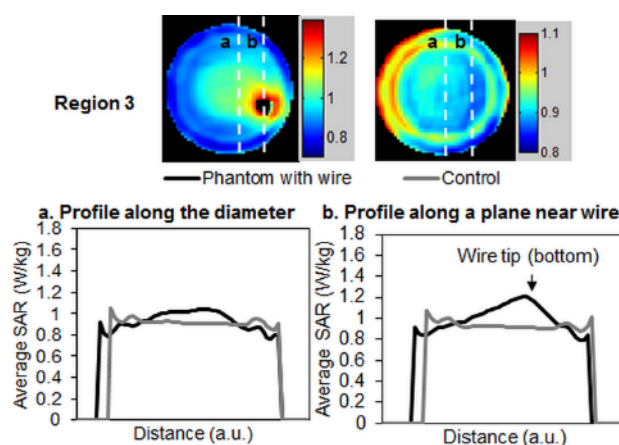 a b
1.2
1
0.8
a b
1.1
1
0.9
0.8
Region 3
Phantom with wire Control
a. Profile along the diameter
Average SAR (W/kg)
1.8
1.6
1.4
1.2
1
0.8
0.6
0.4
0.2
0
Distance (a.u.)
b. Profile along a plane near wire
Average SAR (W/kg)
1.8
1.6
1.4
1.2
1
0.8
0.6
0.4
0.2
0
Wire tip (bottom)
Distance (a.u.)